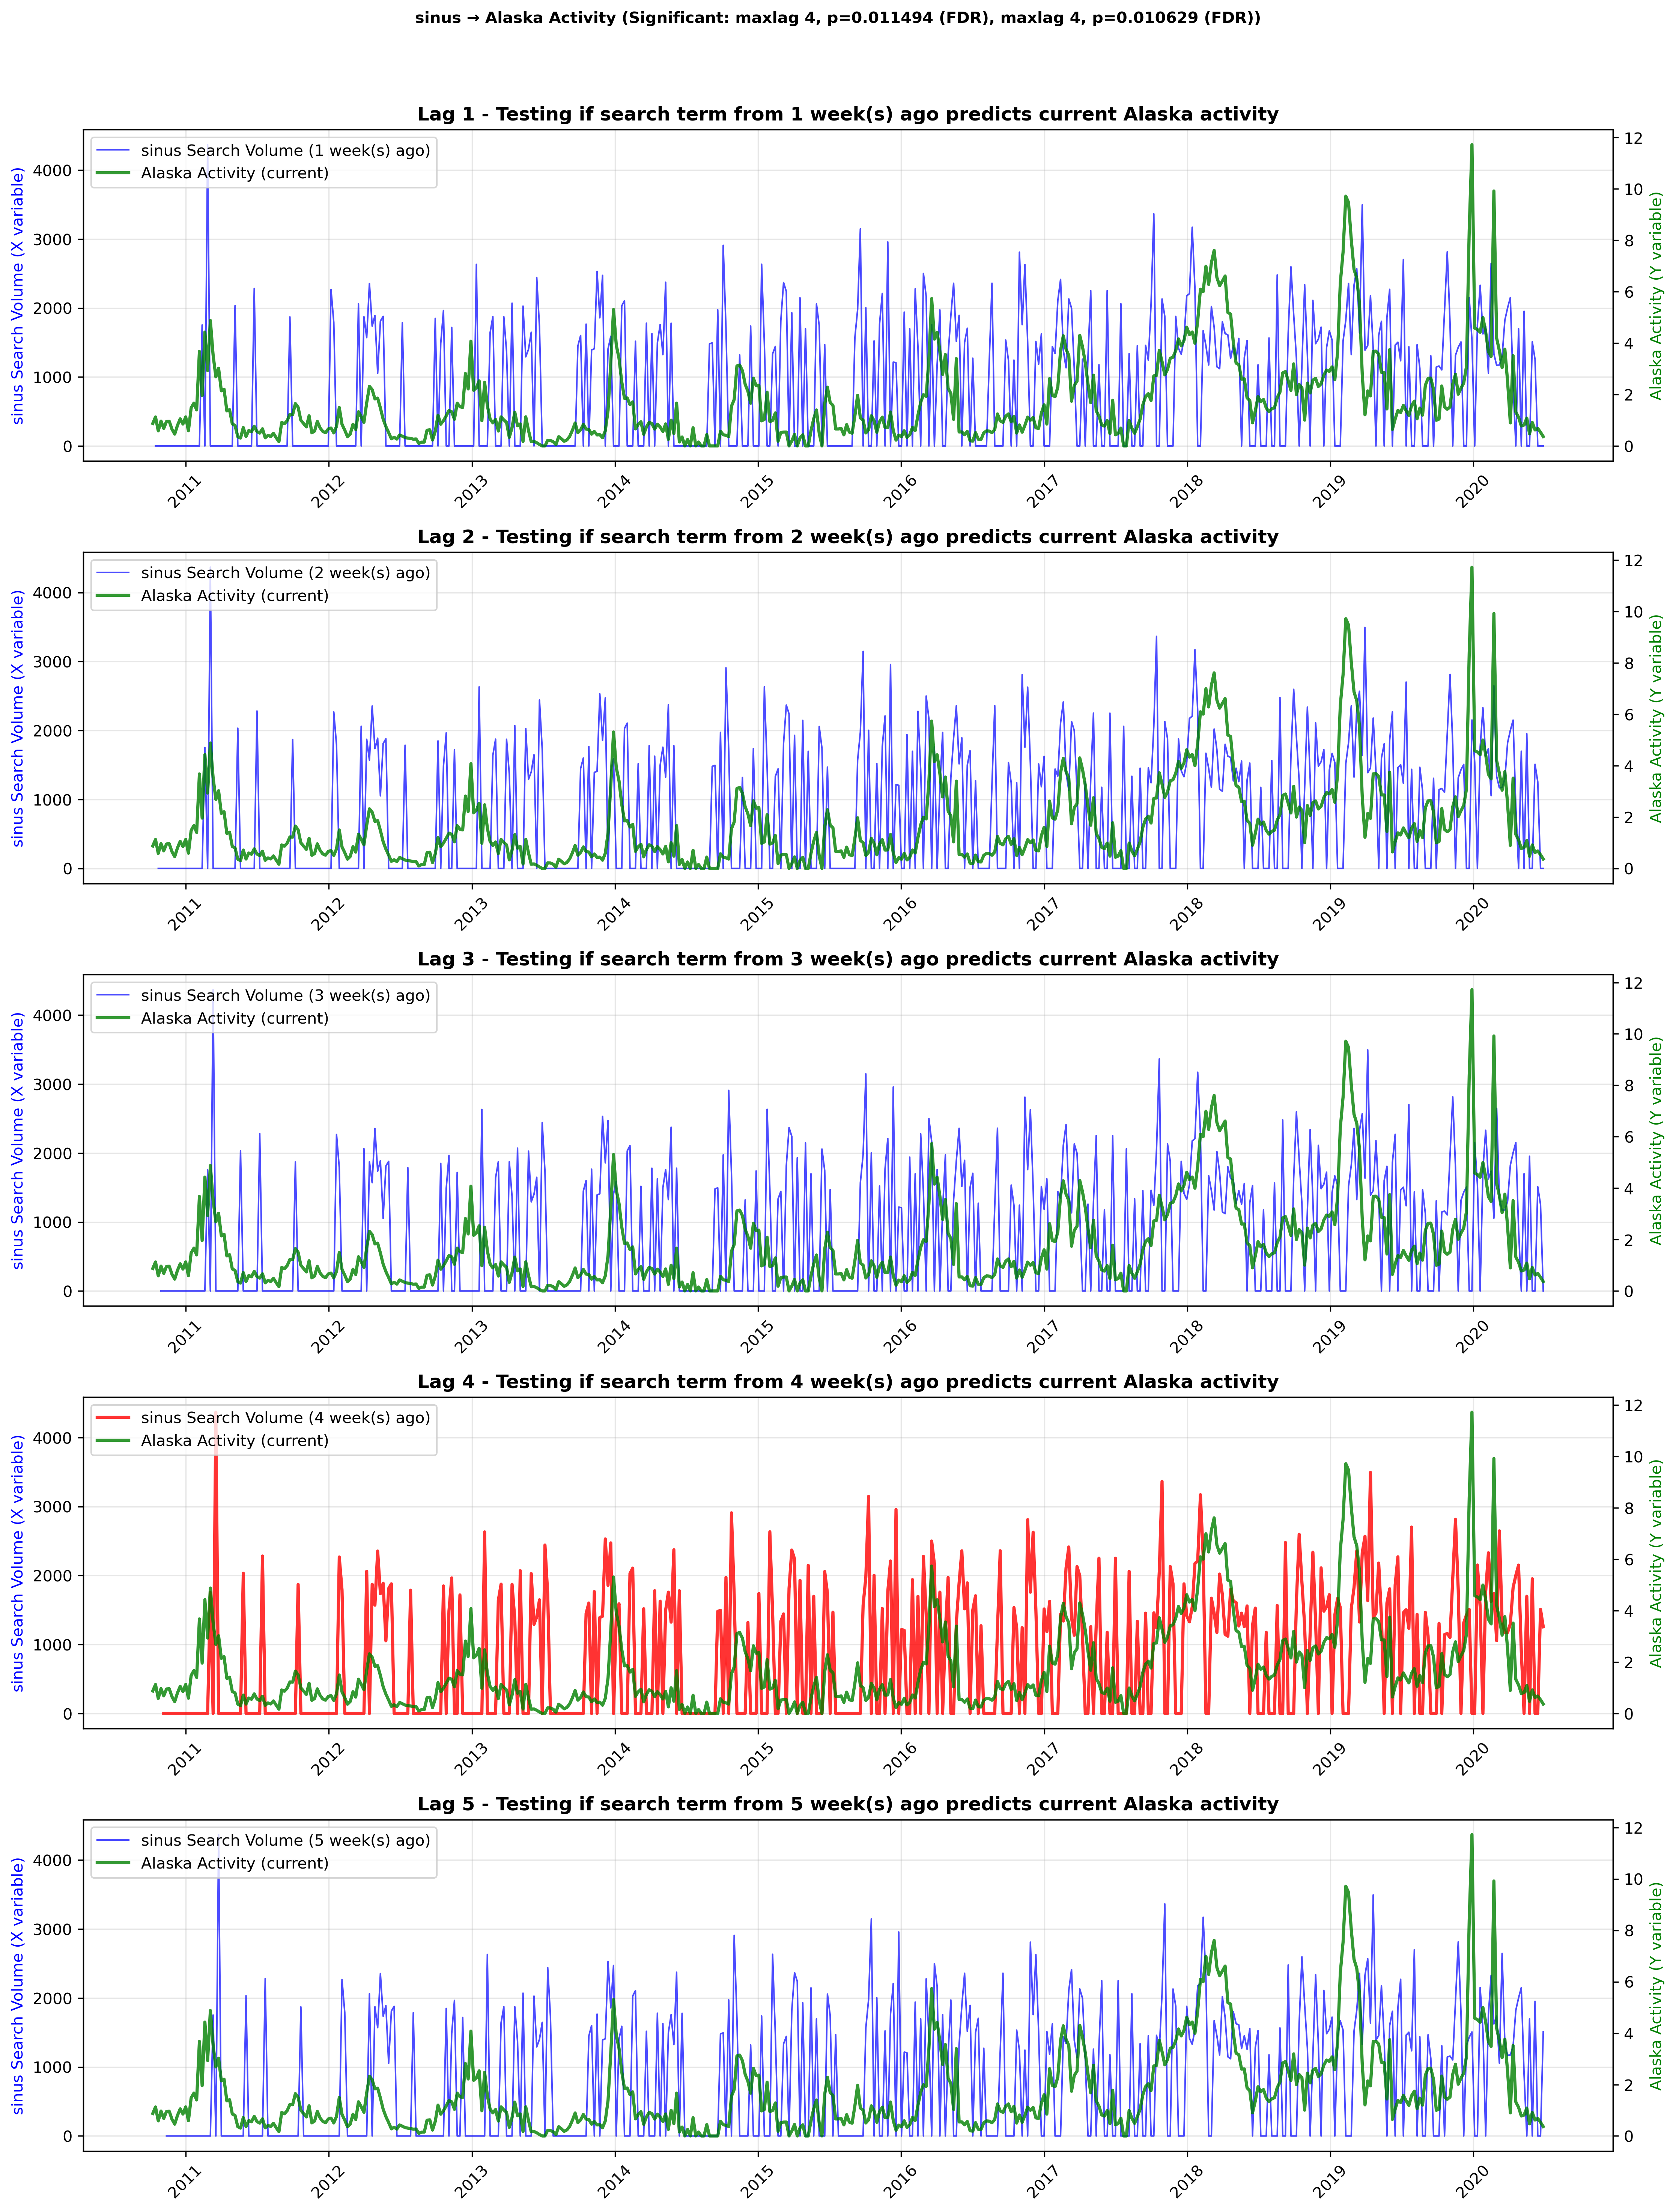 sinus → Alaska Activity (Significant: maxlag 4, p=0.011494 (FDR), maxlag 4, p=0.010629 (FDR))
Lag 1 - Testing if search term from 1 week(s) ago predicts current Alaska activity
sinus Search Volume (1 week(s) ago)
Alaska Activity (current)
sinus Search Volume (X variable)
4000
3000
2000
1000
0
12
10
8
6
4
2
0
Alaska Activity (Y variable)
2011 2012 2013 2014 2015 2016 2017 2018 2019 2020
Lag 2 - Testing if search term from 2 week(s) ago predicts current Alaska activity
sinus Search Volume (2 week(s) ago)
Alaska Activity (current)
sinus Search Volume (X variable)
4000
3000
2000
1000
0
12
10
8
6
4
2
0
Alaska Activity (Y variable)
2011 2012 2013 2014 2015 2016 2017 2018 2019 2020
Lag 3 - Testing if search term from 3 week(s) ago predicts current Alaska activity
sinus Search Volume (3 week(s) ago)
Alaska Activity (current)
sinus Search Volume (X variable)
4000
3000
2000
1000
0
12
10
8
6
4
2
0
Alaska Activity (Y variable)
2011 2012 2013 2014 2015 2016 2017 2018 2019 2020
Lag 4 - Testing if search term from 4 week(s) ago predicts current Alaska activity
sinus Search Volume (4 week(s) ago)
Alaska Activity (current)
sinus Search Volume (X variable)
4000
3000
2000
1000
0
12
10
8
6
4
2
0
Alaska Activity (Y variable)
2011 2012 2013 2014 2015 2016 2017 2018 2019 2020
Lag 5 - Testing if search term from 5 week(s) ago predicts current Alaska activity
sinus Search Volume (5 week(s) ago)
Alaska Activity (current)
sinus Search Volume (X variable)
4000
3000
2000
1000
0
12
10
8
6
4
2
0
Alaska Activity (Y variable)
2011 2012 2013 2014 2015 2016 2017 2018 2019 2020